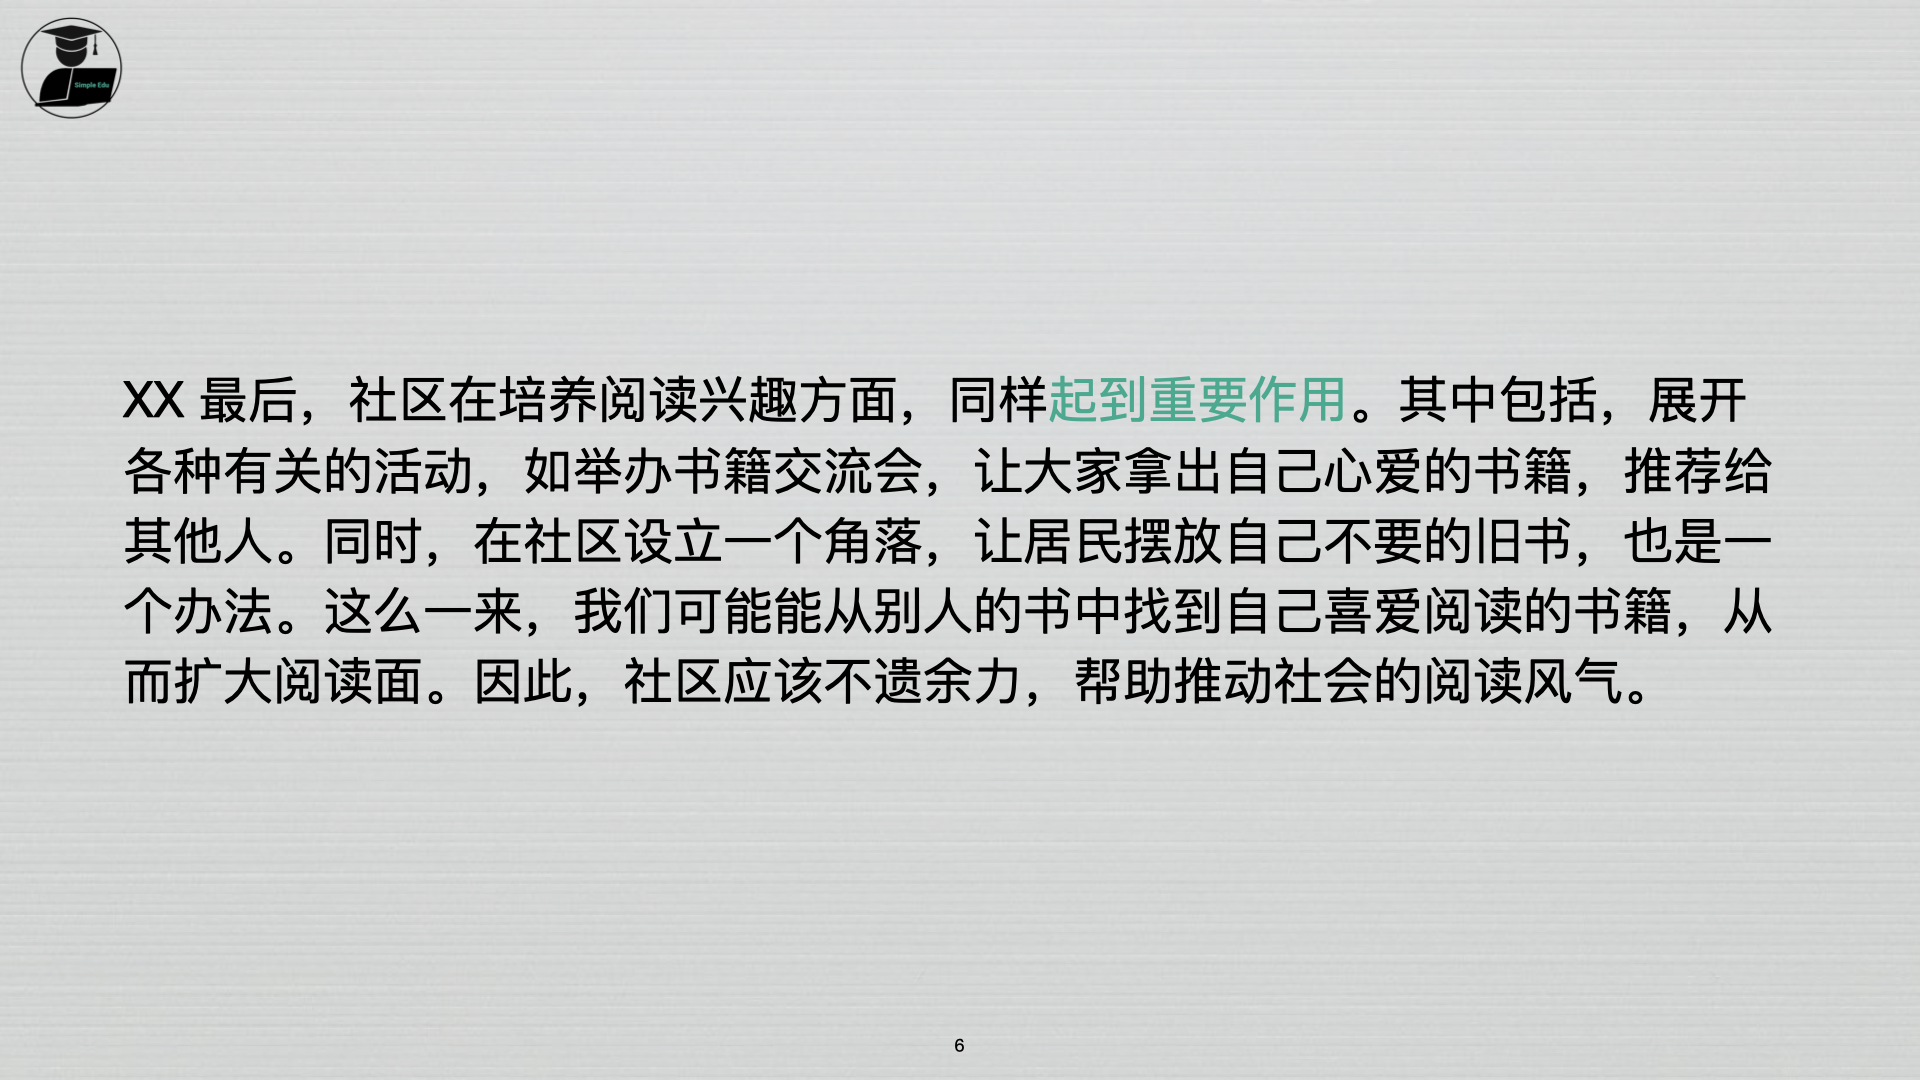 Simple Edu
XX 最后，社区在培养阅读兴趣方面，同样起到重要作用。其中包括，展开
各种有关的活动，如举办书籍交流会，让大家拿出自己心爱的书籍，推荐给
其他人。同时，在社区设立一个角落，让居民摆放自己不要的旧书，也是一
个办法。这么一来，我们可能能从别人的书中找到自己喜爱阅读的书籍，从
而扩大阅读面。因此，社区应该不遗余力，帮助推动社会的阅读风气。
6